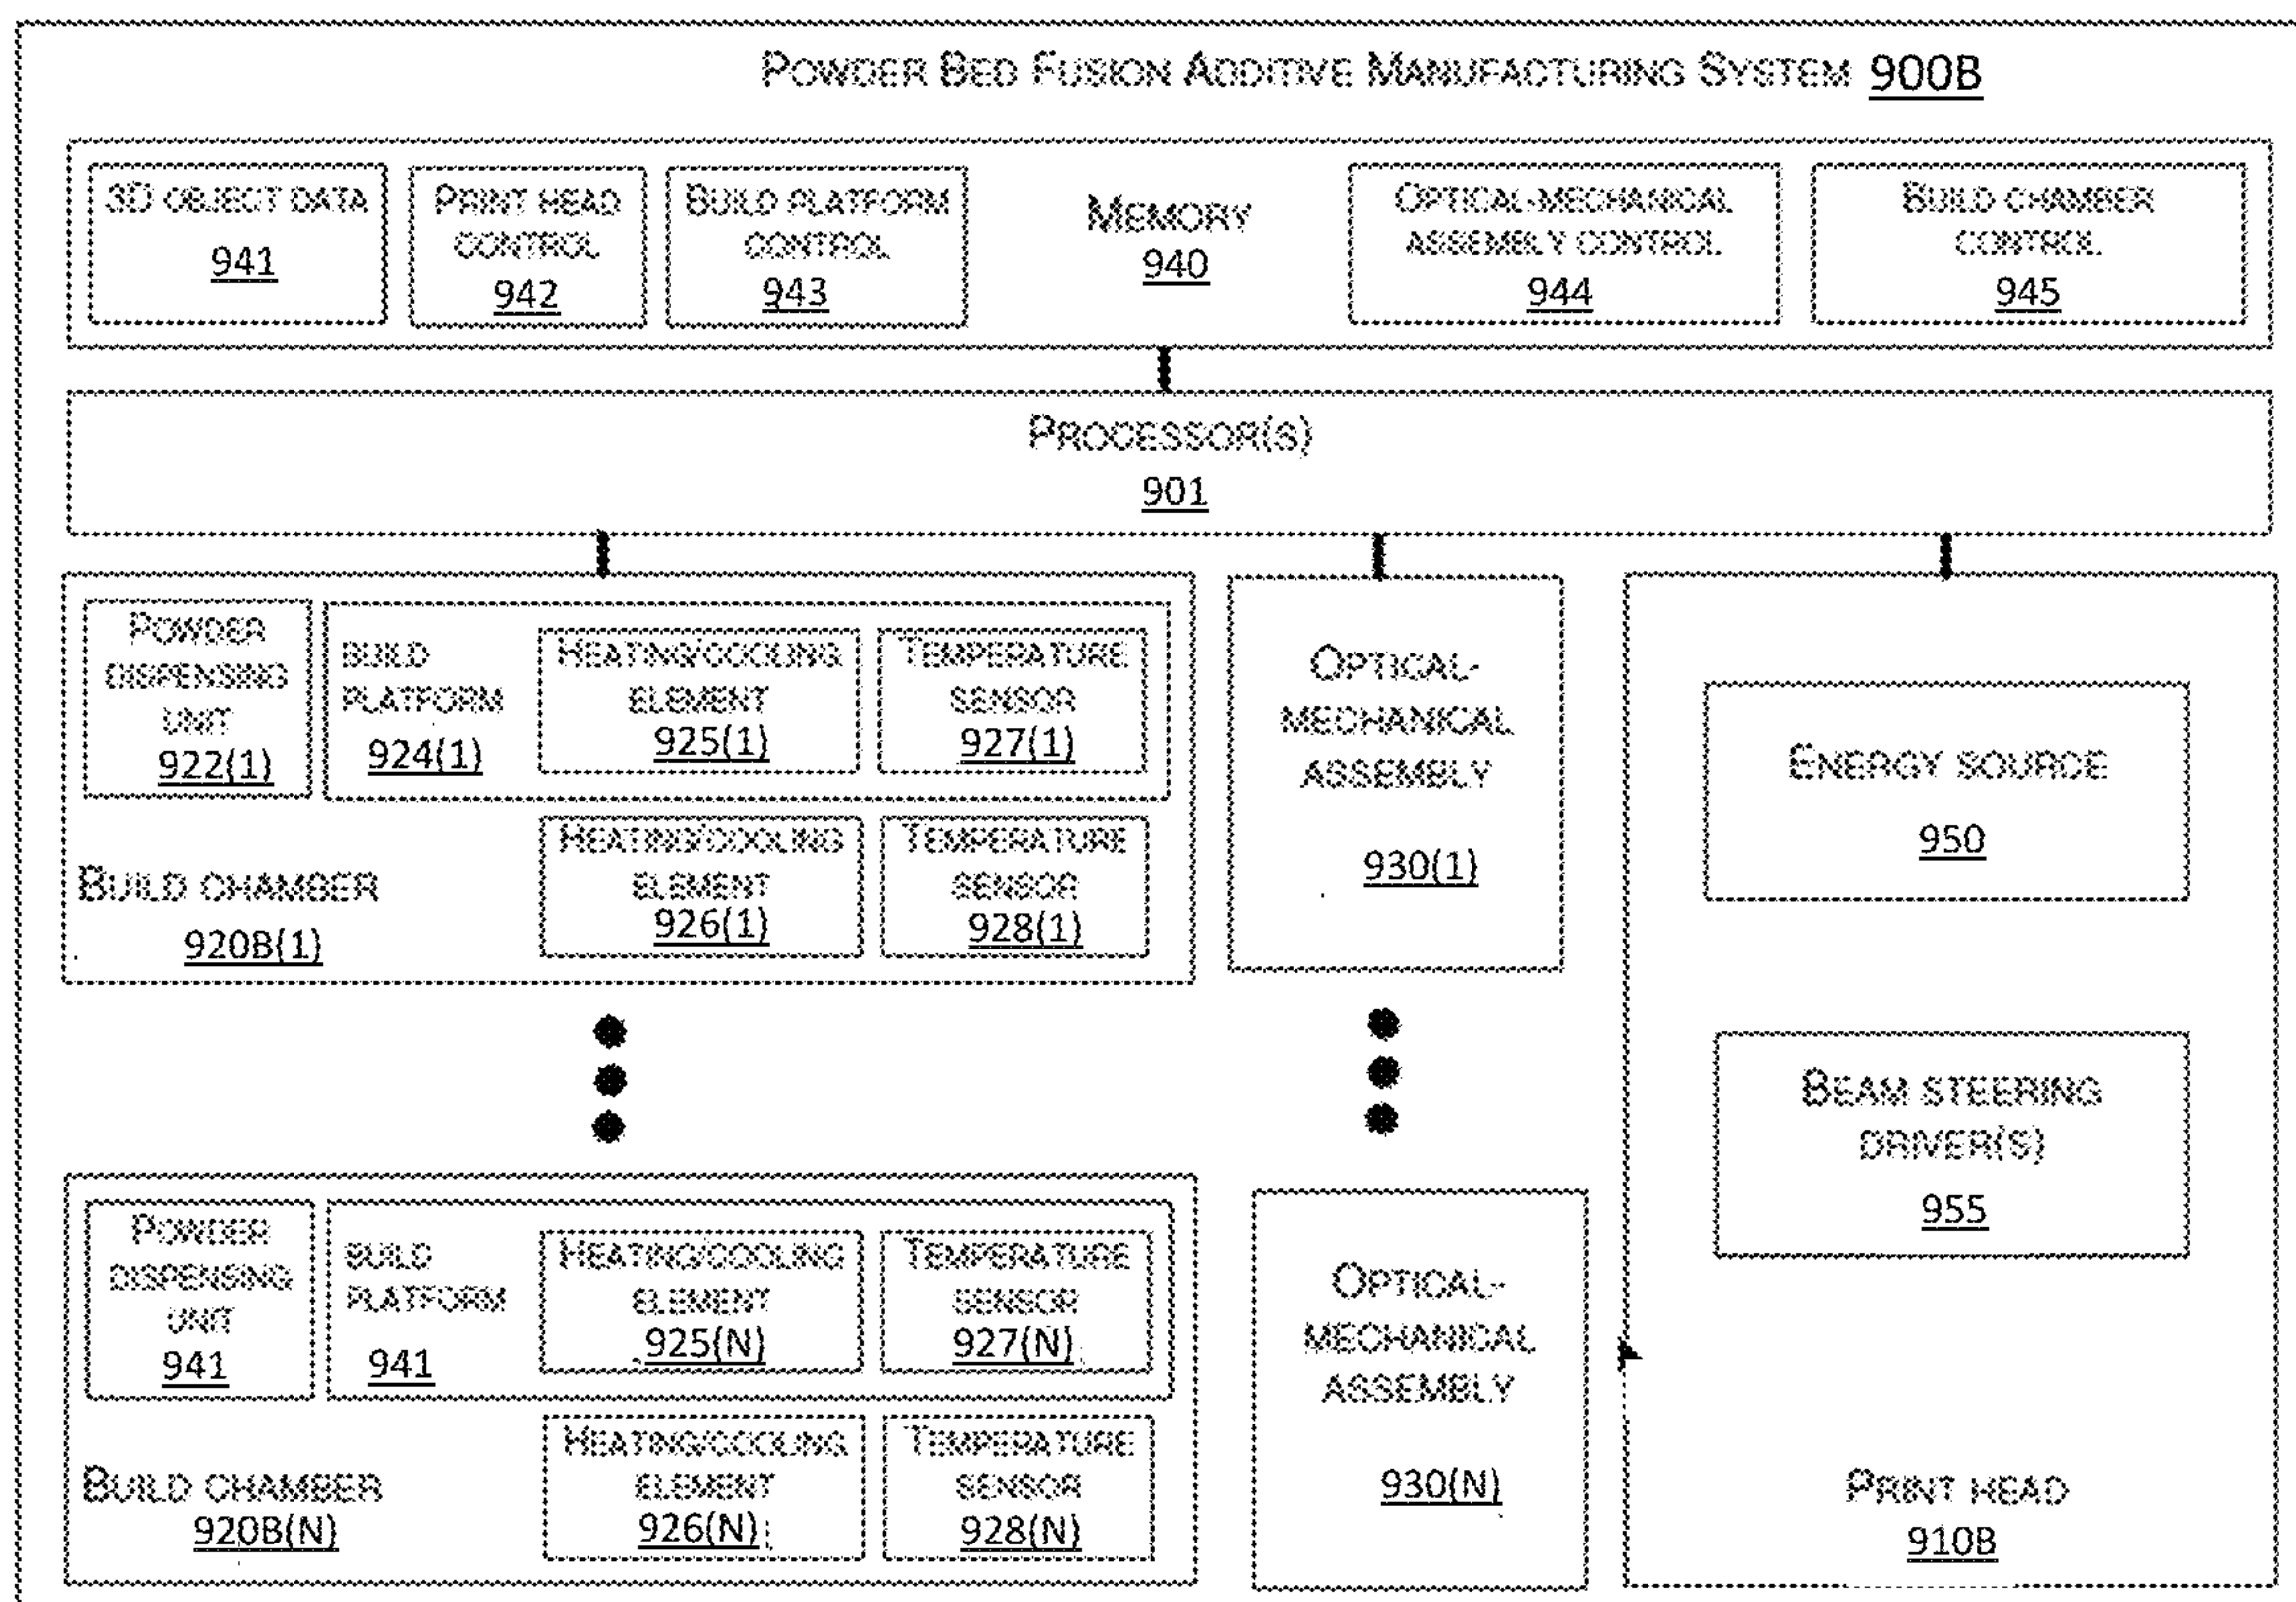 POWDER BED FUSION ADDITIVE MANUFACTURING SYSTEM 900B
3D OBJECT DATA
941
PRINT HEAD
CONTROL
942
BUILD PLATFORM
CONTROL
943
MEMORY
940
OPTICAL-MECHANICAL
ASSEMBLY CONTROL
944
BUILD CHAMBER
CONTROL
945
PROCESSOR(S)
901
POWDER
DISPENSING
UNIT
922(1)
BUILD
PLATFORM
924(1)
HEATING/COOLING
ELEMENT
925(1)
TEMPERATURE
SENSOR
927(1)
BUILD CHAMBER
920B(1)
HEATING/COOLING
ELEMENT
926(1)
TEMPERATURE
SENSOR
928(1)
OPTICAL-
MECHANICAL
ASSEMBLY
930(1)
ENERGY SOURCE
950
BEAM STEERING
DRIVER(S)
955
POWDER
DISPENSING
UNIT
941
BUILD
PLATFORM
941
HEATING/COOLING
ELEMENT
925(N)
TEMPERATURE
SENSOR
927(N)
BUILD CHAMBER
920B(N)
HEATING/COOLING
ELEMENT
926(N)
TEMPERATURE
SENSOR
928(N)
OPTICAL-
MECHANICAL
ASSEMBLY
930(N)
PRINT HEAD
910B